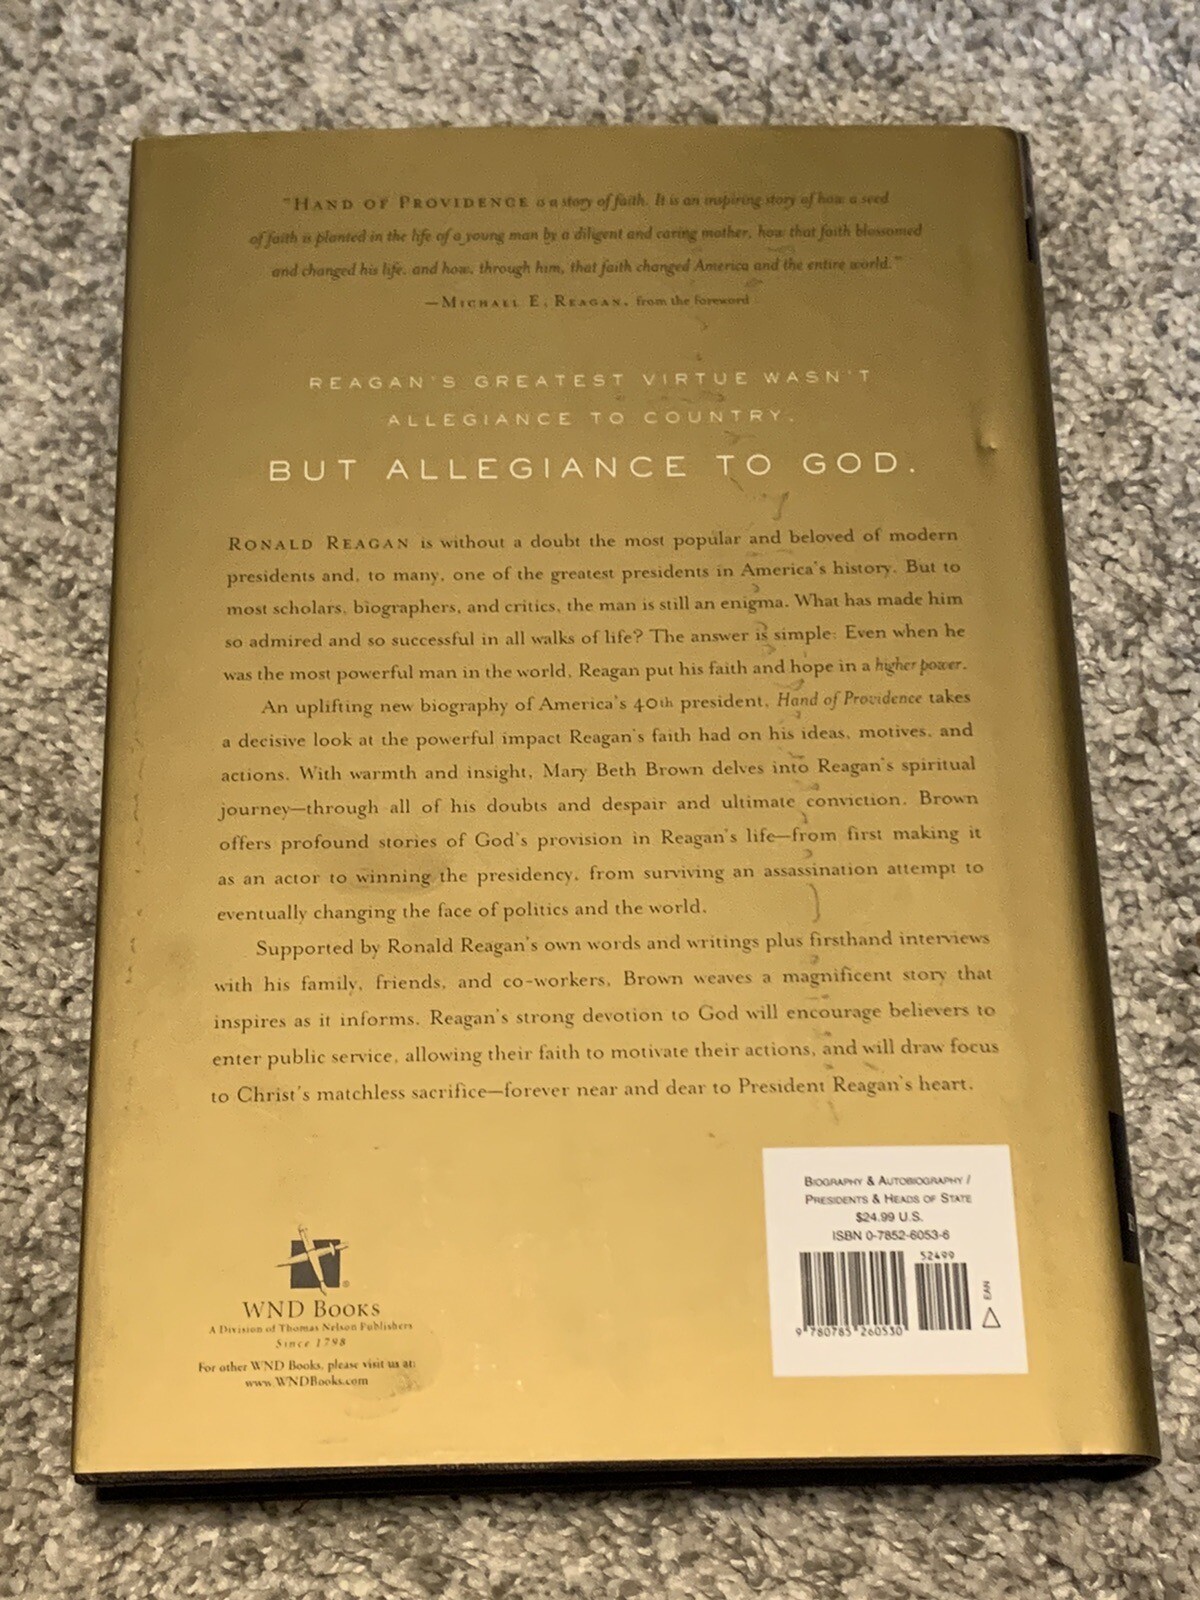 "HAND OF PROVIDENCE is a story of faith. It is an inspiring story of how a seed
of faith is planted in the life of a young man by a diligent and caring mother, how that faith blossomed
and changed his life, and how, through him, that faith changed America and the entire world."
—MICHAEL E. REAGAN, from the foreword
REAGAN'S GREATEST VIRTUE WASN'T
ALLEGIANCE TO COUNTRY.
BUT ALLEGIANCE TO GOD.
RONALD REAGAN is without a doubt the most popular and beloved of modern
presidents and, to many, one of the greatest presidents in America's history. But to
most scholars, biographers, and critics, the man is still an enigma. What has made him
so admired and so successful in all walks of life? The answer is simple: Even when he
was the most powerful man in the world, Reagan put his faith and hope in a higher power.
An uplifting new biography of America's 40th president, Hand of Providence takes
a decisive look at the powerful impact Reagan's faith had on his ideas, motives, and
actions. With warmth and insight, Mary Beth Brown delves into Reagan's spiritual
journey—through all of his doubts and despair and ultimate conviction. Brown
offers profound stories of God's provision in Reagan's life—from first making it
as an actor to winning the presidency, from surviving an assassination attempt to
eventually changing the face of politics and the world.
Supported by Ronald Reagan's own words and writings plus firsthand interviews
with his family, friends, and co-workers, Brown weaves a magnificent story that
inspires as it informs. Reagan's strong devotion to God will encourage believers to
enter public service, allowing their faith to motivate their actions, and will draw focus
to Christ's matchless sacrifice—forever near and dear to President Reagan's heart.
WND BOOKS
A Division of Thomas Nelson Publishers
Since 1798
For other WND Books, please visit us at:
www.WNDBooks.com
BIOGRAPHY & AUTOBIOGRAPHY /
PRESIDENTS & HEADS OF STATE
$24.99 U.S.
ISBN 0-7852-6053-6
52499
9 780785 260530
EAN